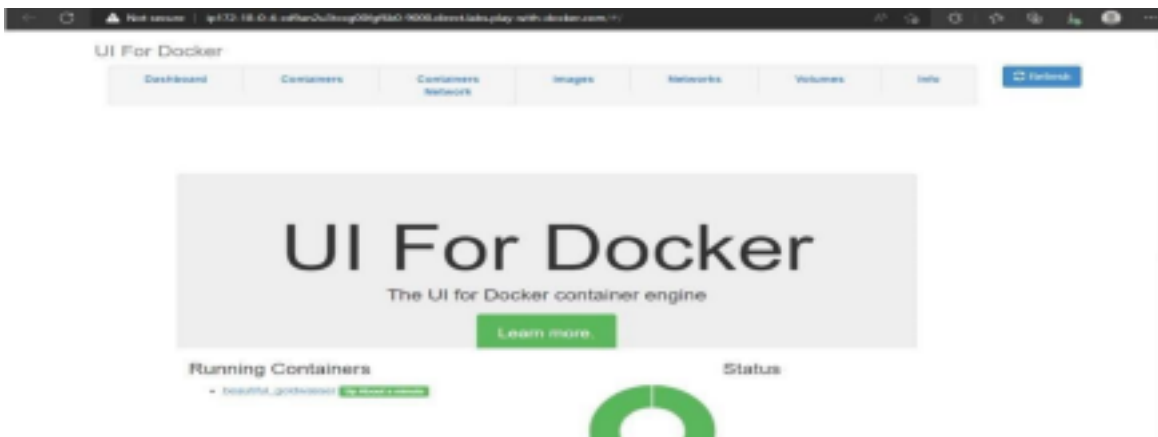 Not secure
UI For Docker
Dashboard Containers Containers Network Images Networks Volumes Info Refresh
UI For Docker
The UI for Docker container engine
Learn more.
Running Containers
Status